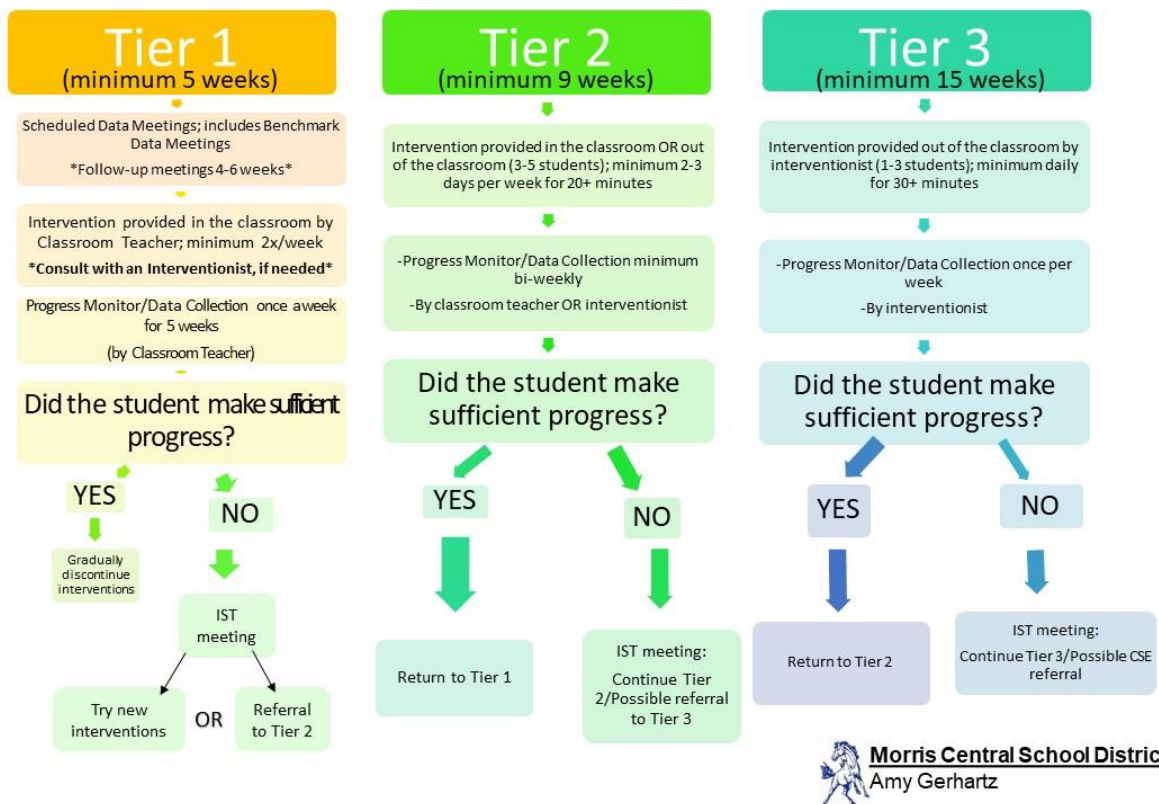 Tier 1
(minimum 5 weeks)
Scheduled Data Meetings; includes Benchmark
Data Meetings
*Follow-up meetings 4-6 weeks*
Intervention provided in the classroom by
Classroom Teacher; minimum 2x/week
*Consult with an Interventionist, if needed*
Progress Monitor/Data Collection once a week
for 5 weeks
(by Classroom Teacher)
Did the student make sufficient
progress?
YES
NO
Gradually
discontinue
interventions
IST
meeting
Try new
interventions
OR
Referral
to Tier 2
Tier 2
(minimum 9 weeks)
Intervention provided in the classroom OR out
of the classroom (3-5 students); minimum 2-3
days per week for 20+ minutes
-Progress Monitor/Data Collection minimum
bi-weekly
-By classroom teacher OR interventionist
Did the student make
sufficient progress?
YES
NO
Return to Tier 1
IST meeting:
Continue Tier
2/Possible referral
to Tier 3
Tier 3
(minimum 15 weeks)
Intervention provided out of the classroom by
interventionist (1-3 students); minimum daily
for 30+ minutes
-Progress Monitor/Data Collection once per
week
-By interventionist
Did the student make
sufficient progress?
YES
NO
Return to Tier 2
IST meeting:
Continue Tier 3/Possible CSE
referral
Morris Central School Distric
Amy Gerhartz